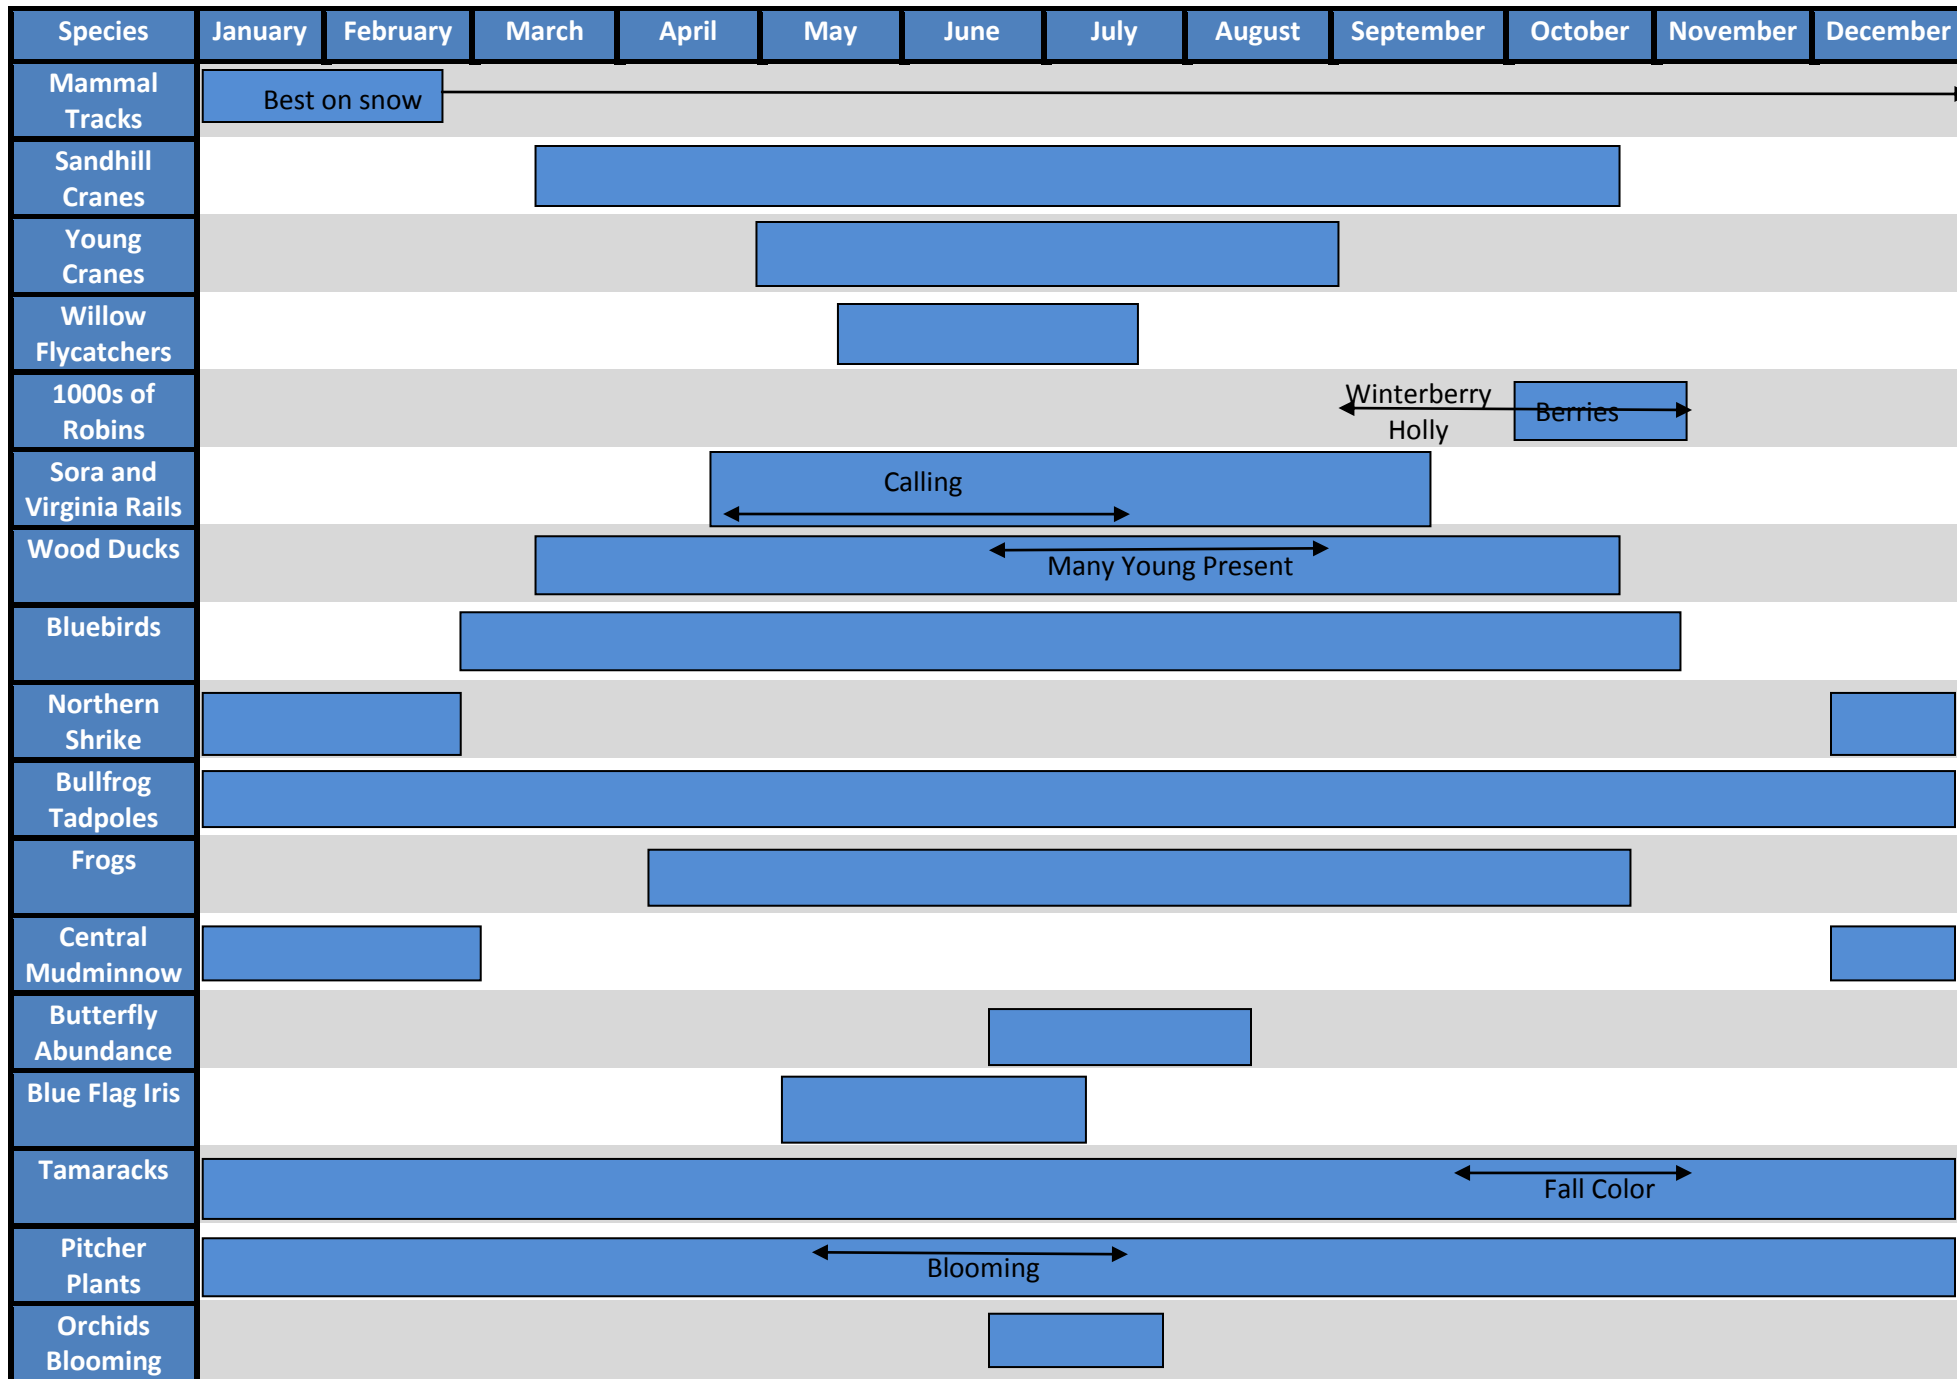 Species January February March April May June July August September October November December
Mammal
Tracks
Best on snow
Sandhill
Cranes
Young
Cranes
Willow
Flycatchers
1000s of
Robins
Winterberry
Holly
Berries
Sora and
Virginia Rails
Calling
Wood Ducks
Many Young Present
Bluebirds
Northern
Shrike
Bullfrog
Tadpoles
Frogs
Central
Mudminnow
Butterfly
Abundance
Blue Flag Iris
Tamaracks
Fall Color
Pitcher
Plants
Blooming
Orchids
Blooming